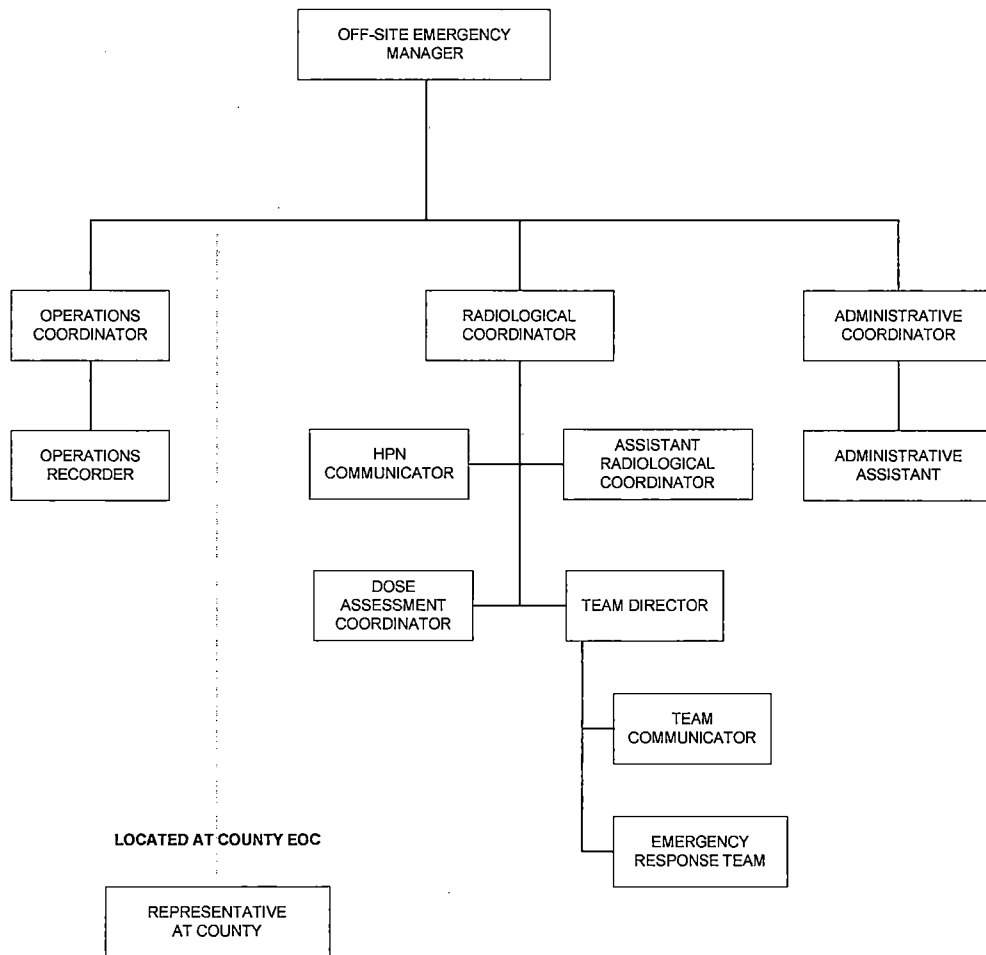 OFF-SITE EMERGENCY
MANAGER
OPERATIONS
COORDINATOR
RADIOLOGICAL
COORDINATOR
ADMINISTRATIVE
COORDINATOR
OPERATIONS
RECORDER
HPN
COMMUNICATOR
ASSISTANT
RADIOLOGICAL
COORDINATOR
ADMINISTRATIVE
ASSISTANT
DOSE
ASSESSMENT
COORDINATOR
TEAM DIRECTOR
TEAM
COMMUNICATOR
LOCATED AT COUNTY EOC
EMERGENCY
RESPONSE TEAM
REPRESENTATIVE
AT COUNTY